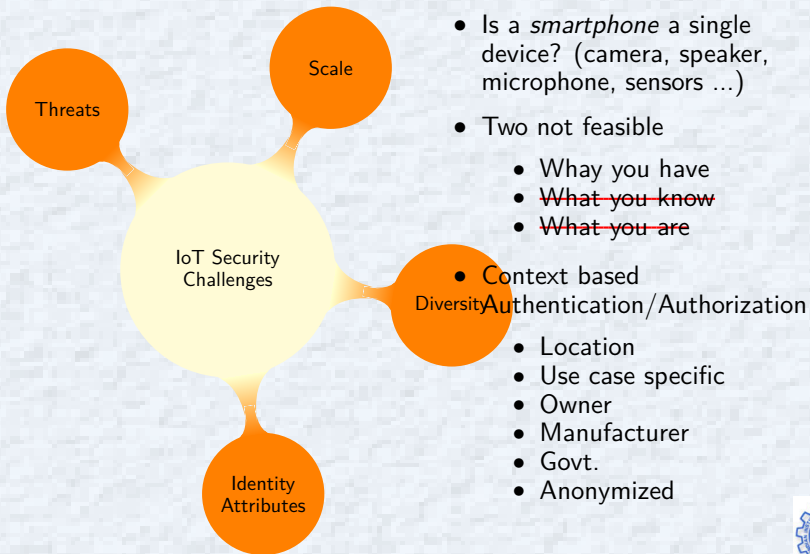 Threats
Scale
IoT Security
Challenges
Diversity
Identity
Attributes
• Is a smartphone a single
device? (camera, speaker,
microphone, sensors ...)
• Two not feasible
• Whay you have
• What you know
• What you are
• Context based
Authentication/Authorization
• Location
• Use case specific
• Owner
• Manufacturer
• Govt.
• Anonymized